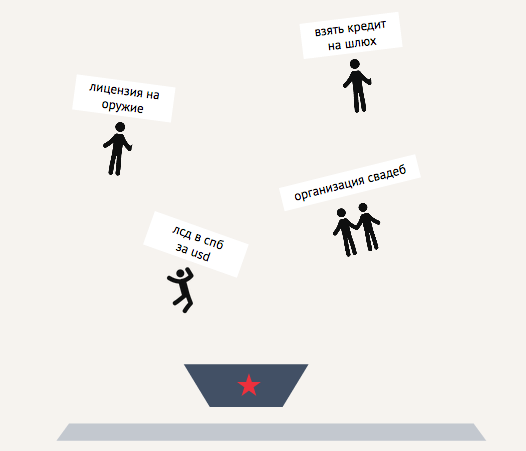 взять кредит
на шлюх
лицензия на
оружие
организация свадеб
лсд в спб
за usd